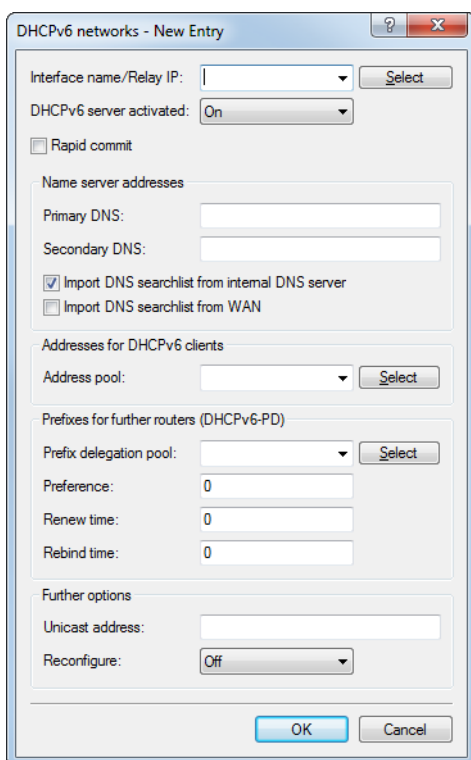 DHCPv6 networks - New Entry
Interface name/Relay IP: Select
DHCPv6 server activated: On
Rapid commit
Name server addresses
Primary DNS:
Secondary DNS:
Import DNS searchlist from internal DNS server
Import DNS searchlist from WAN
Addresses for DHCPv6 clients
Address pool: Select
Prefixes for further routers (DHCPv6-PD)
Prefix delegation pool: Select
Preference: 0
Renew time: 0
Rebind time: 0
Further options
Unicast address:
Reconfigure: Off
OK Cancel